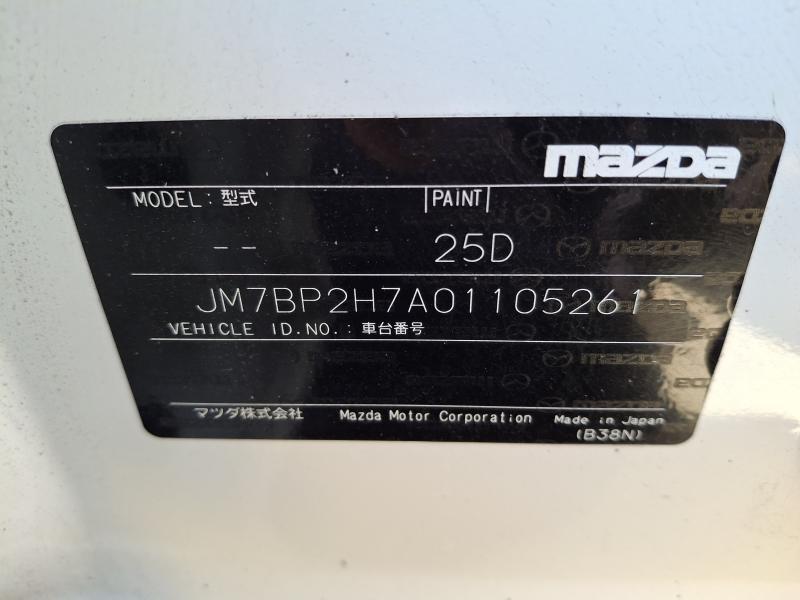 mazda
MODEL : 型式 PAINT
-- 25D
JM7BP2H7A01105261
VEHICLE ID.NO. : 車台番号
マツダ株式会社 Mazda Motor Corporation Made in Japan
(B38N)